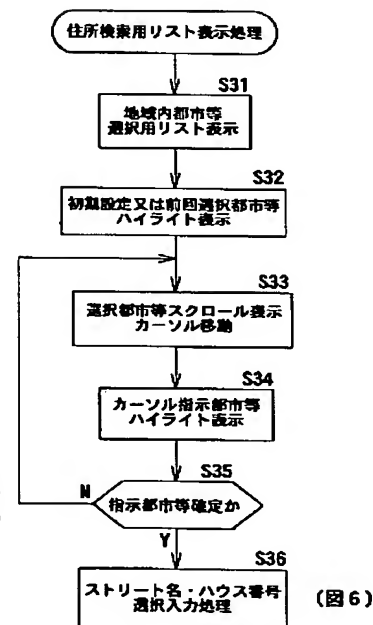 住所検索用リスト表示処理
S31
地域内都市等
選択用リスト表示
S32
初期設定又は前回選択都市等
ハイライト表示
S33
選択都市等スクロール表示
カーソル移動
S34
カーソル指示都市等
ハイライト表示
S35
N
指示都市等確定か
Y
S36
ストリート名・ハウス番号
選択入力処理
(図6)